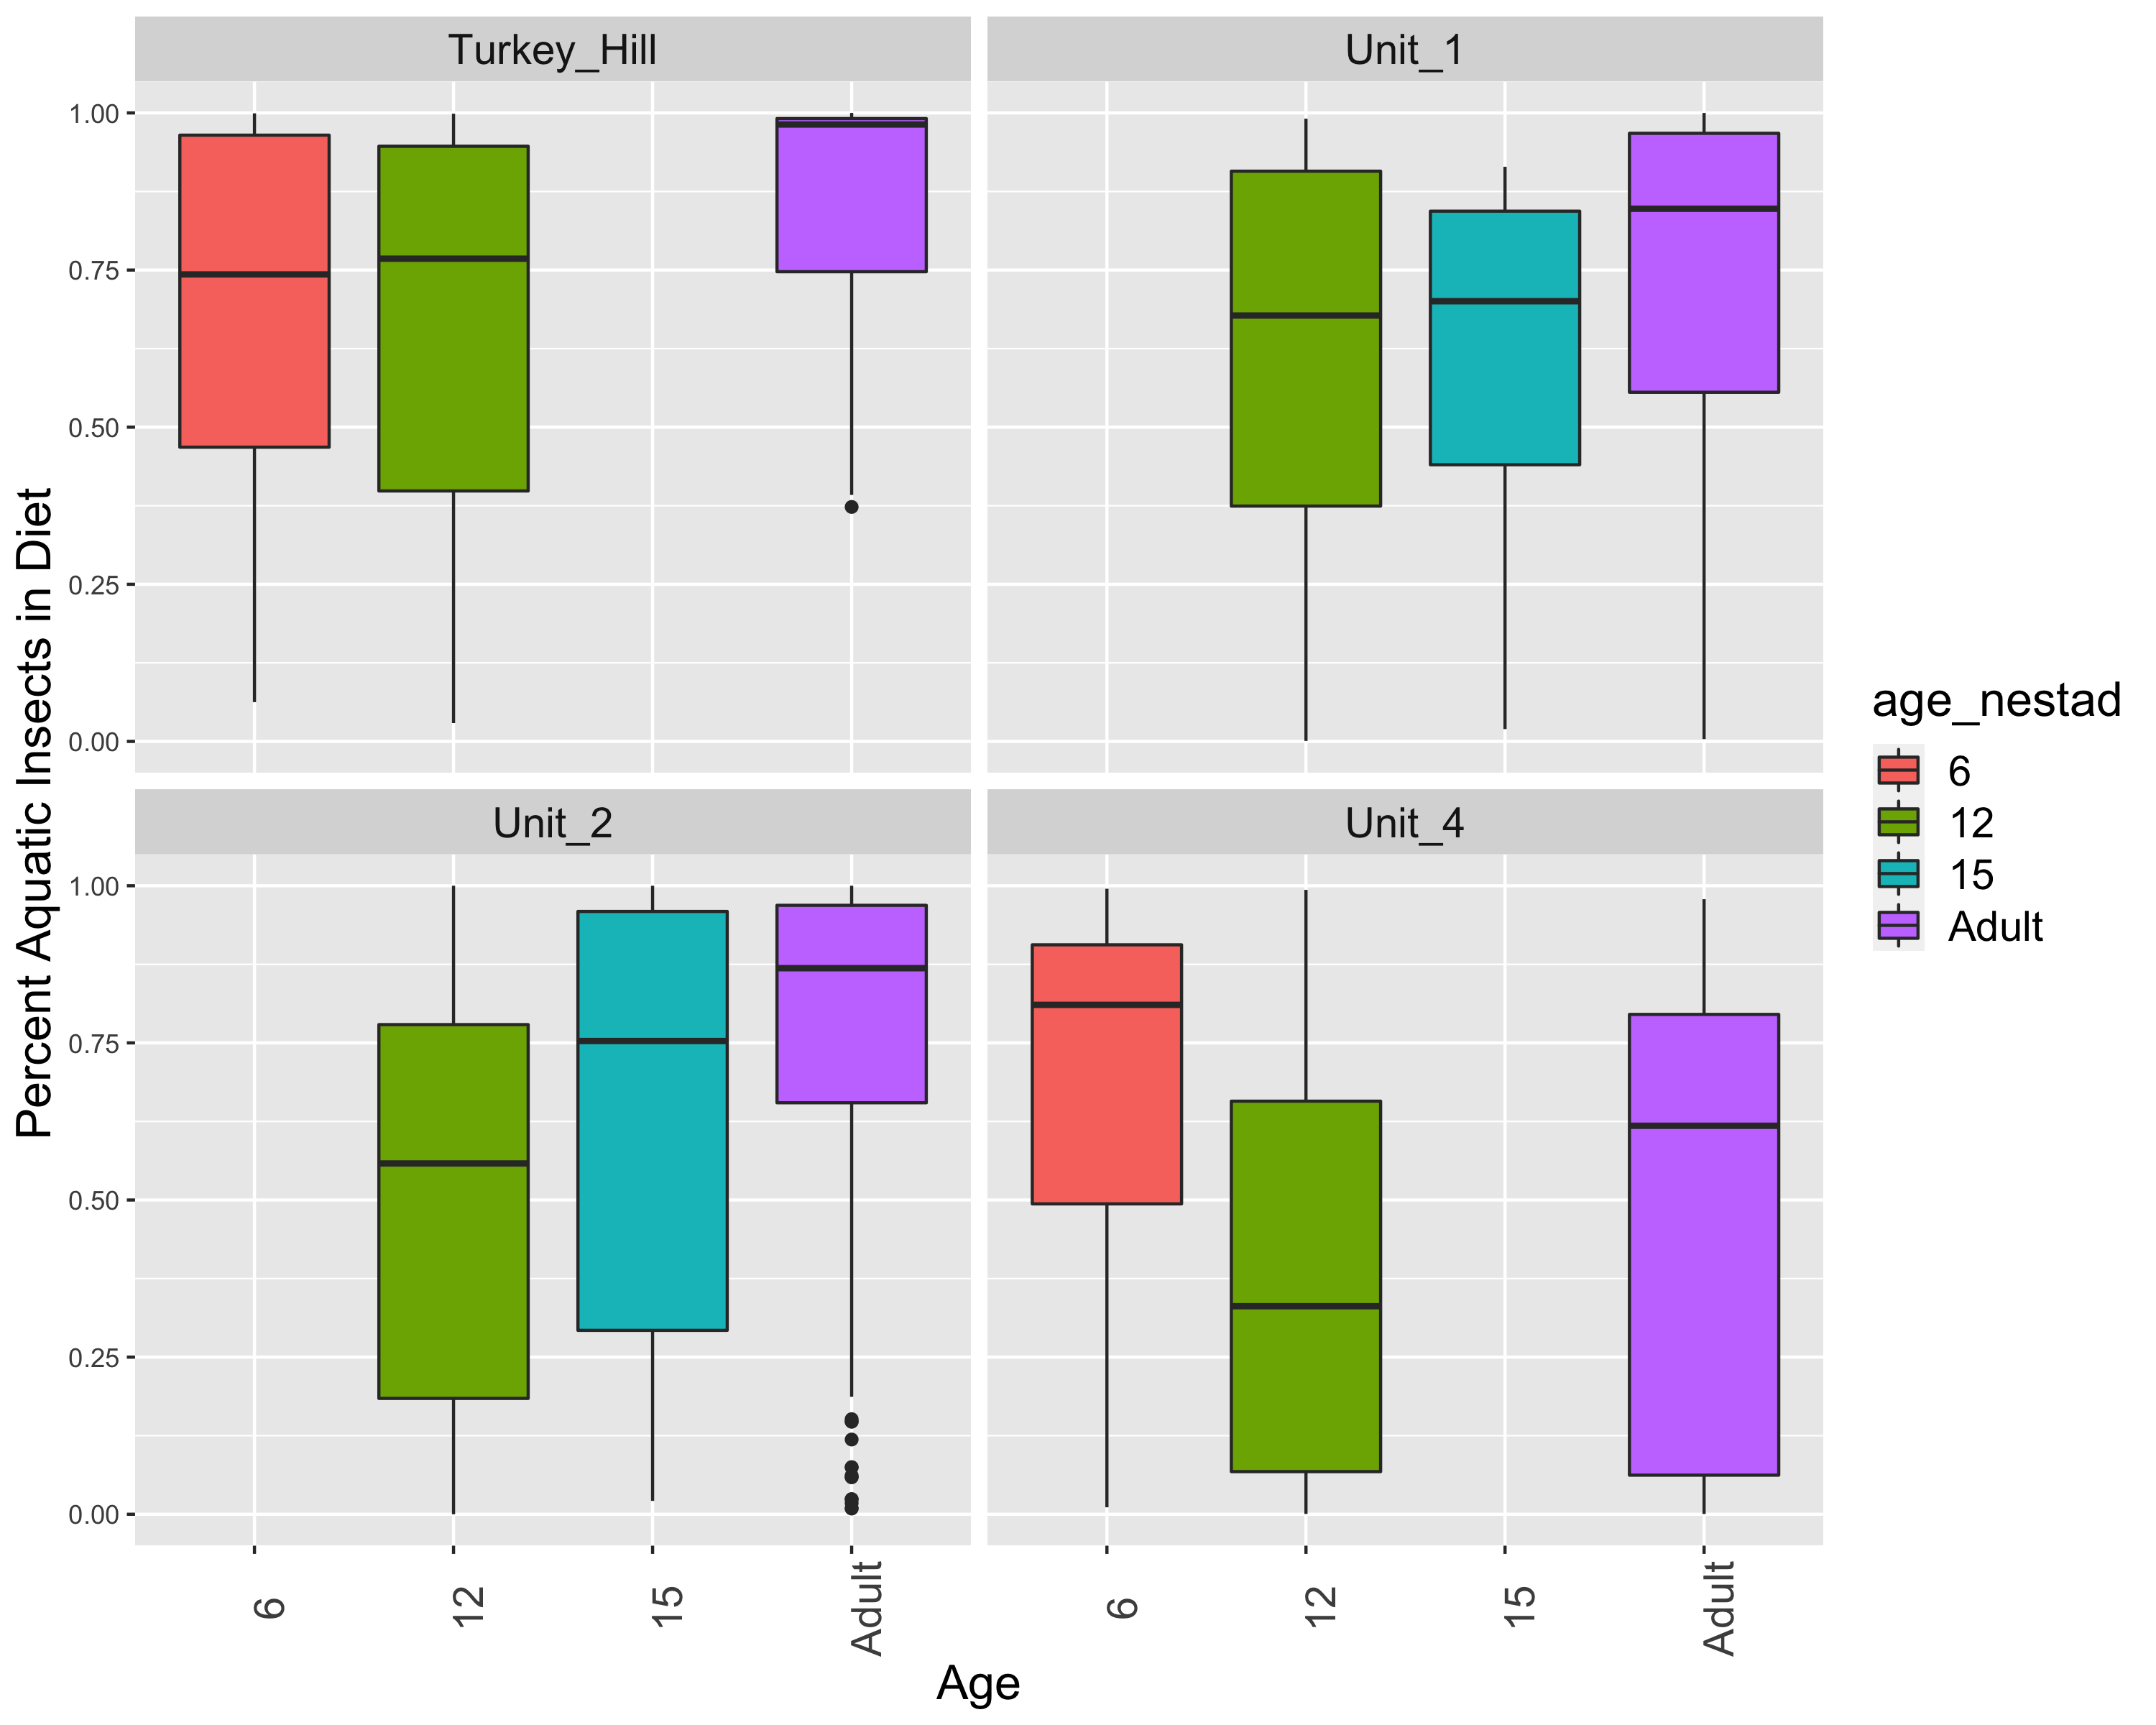 Turkey_Hill
Unit_1
1.00
0.75
0.50
0.25
0.00
Unit_2
Unit_4
1.00
0.75
0.50
0.25
0.00
6
12
15
Adult
6
12
15
Adult
Age
Percent Aquatic Insects in Diet
age_nestad
6
12
15
Adult